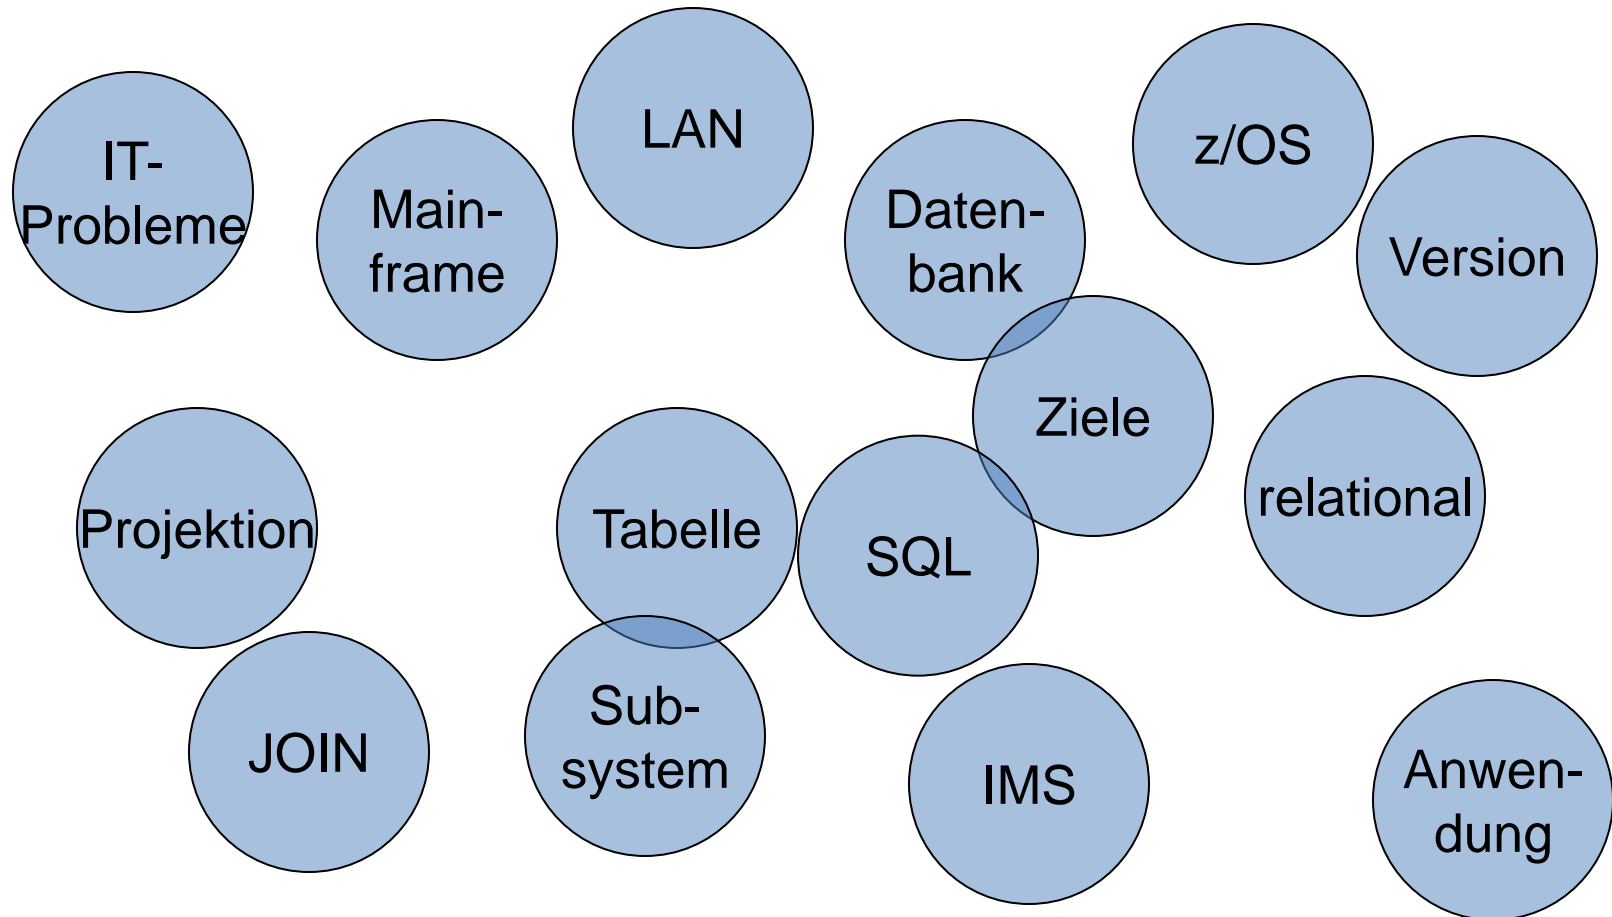 LAN
z/OS
IT-
Probleme
Main-
frame
Daten-
bank
Version
Ziele
relational
Projektion
Tabelle
SQL
JOIN
Sub-
system
IMS
Anwen-
dung